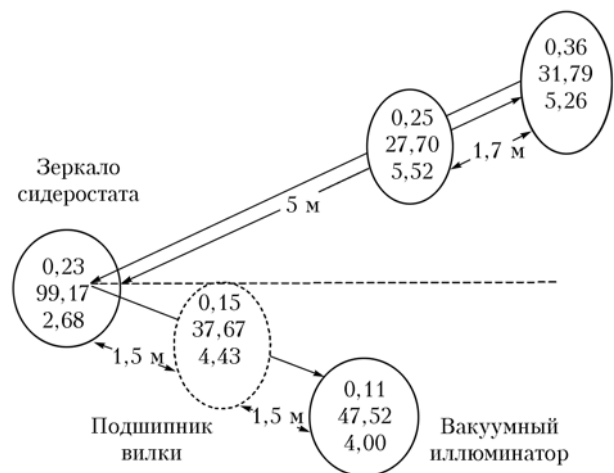 0,36
31,79
5,26
0,25
27,70
5,52
1,7 м
Зеркало
сидеростата
5 м
0,23
99,17
2,68
0,15
37,67
4,43
1,5 м
0,11
47,52
4,00
1,5 м
Подшипник
вилки
Вакуумный
иллюминатор